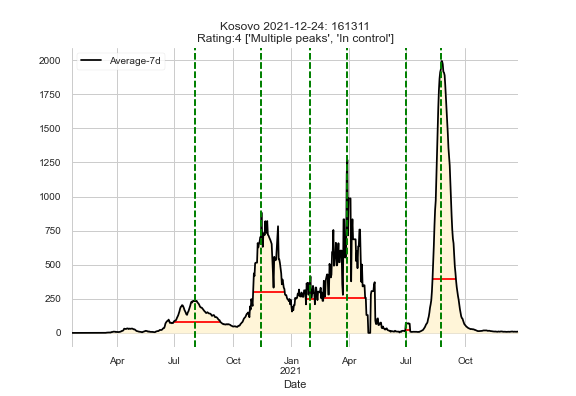 Kosovo 2021-12-24: 161311
Rating:4 ['Multiple peaks', 'In control']
Average-7d
2000
1750
1500
1250
1000
750
500
250
0
Apr Jul Oct Jan Apr Jul Oct
2021
Date